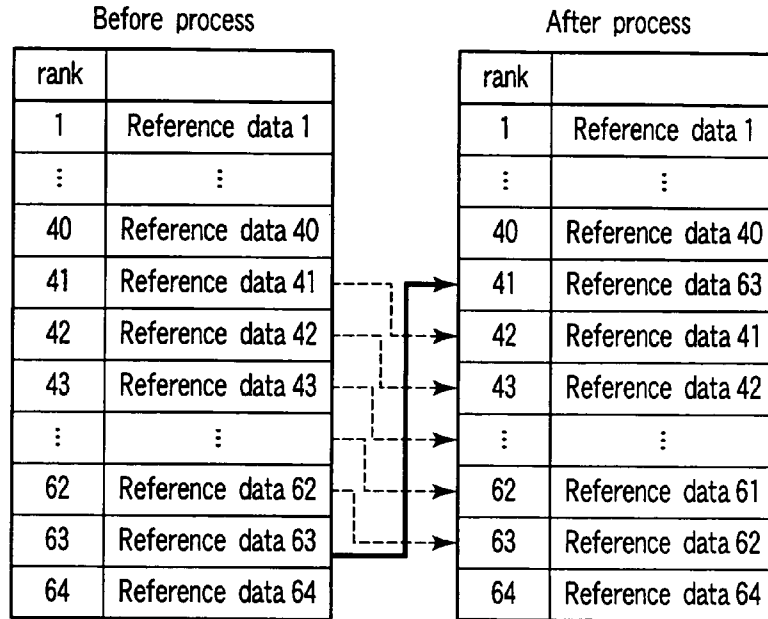 Before process
rank
1 Reference data 1
⋮ ⋮
40 Reference data 40
41 Reference data 41
42 Reference data 42
43 Reference data 43
⋮ ⋮
62 Reference data 62
63 Reference data 63
64 Reference data 64
After process
rank
1 Reference data 1
⋮ ⋮
40 Reference data 40
41 Reference data 63
42 Reference data 41
43 Reference data 42
⋮ ⋮
62 Reference data 61
63 Reference data 62
64 Reference data 64